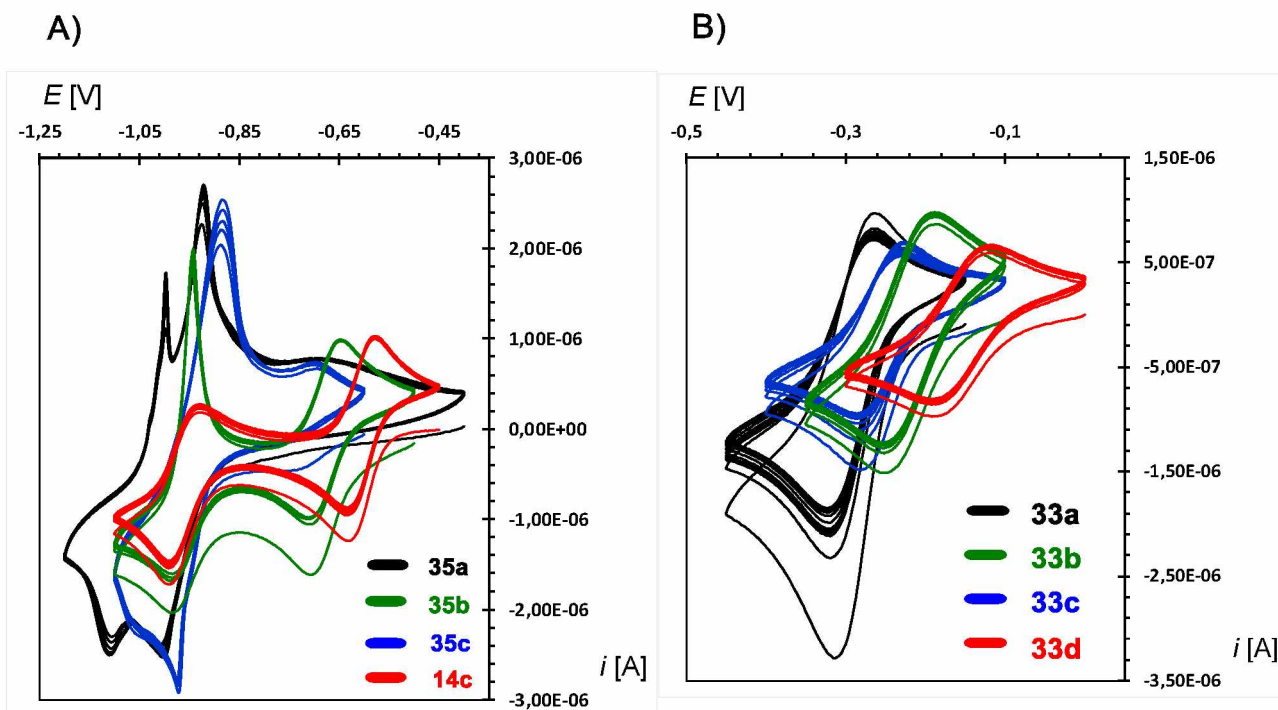 A)
E [V]
-1,25 -1,05 -0,85 -0,65 -0,45
3,00E-06
2,00E-06
1,00E-06
0,00E+00
-1,00E-06
-2,00E-06
-3,00E-06
35a
35b
35c
14c
i [A]
B)
E [V]
-0,5 -0,3 -0,1
1,50E-06
5,00E-07
-5,00E-07
-1,50E-06
-2,50E-06
-3,50E-06
33a
33b
33c
33d
i [A]